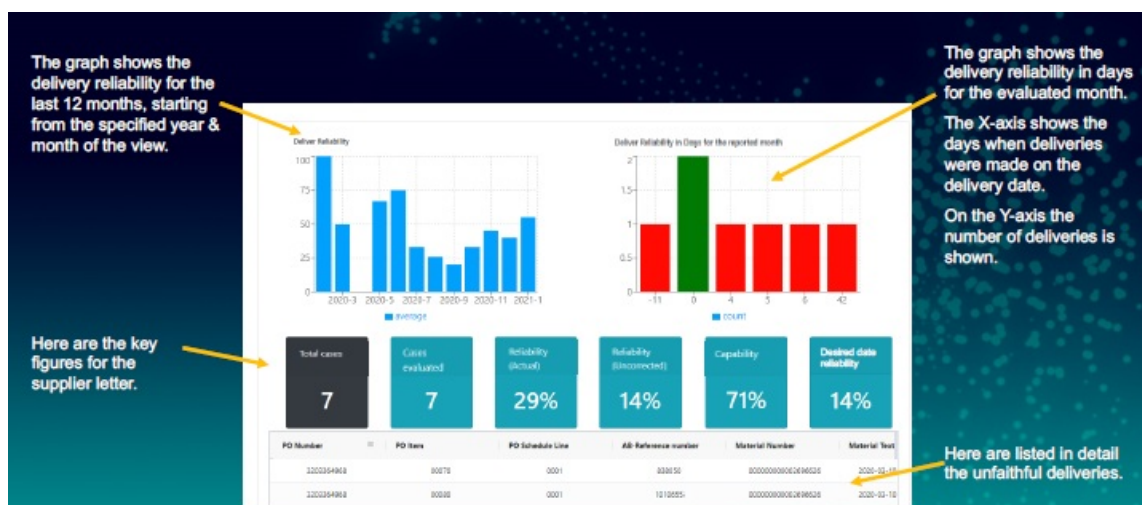 The graph shows the
delivery reliability for the
last 12 months, starting
from the specified year &
month of the view.
Here are the key
figures for the
supplier letter.
Deliver Reliability
100
75
50
25
0
2020-3 2020-5 2020-7 2020-9 2020-11 2021-1
average
Deliver Reliability in Days for the reported month
2
1.5
1
0.5
0
-11 0 4 5 6 42
count
The graph shows the
delivery reliability in days
for the evaluated month.
The X-axis shows the
days when deliveries
were made on the
delivery date.
On the Y-axis the
number of deliveries is
shown.
Total cases
7
Cases
evaluated
7
Reliability
(Actual)
29%
Reliability
(Uncorrected)
14%
Capability
71%
Desired date
reliability
14%
PO Number PO Item PO Schedule Line AB-Reference number Material Number Material Text
0001
0001
Here are listed in detail
the unfaithful deliveries.